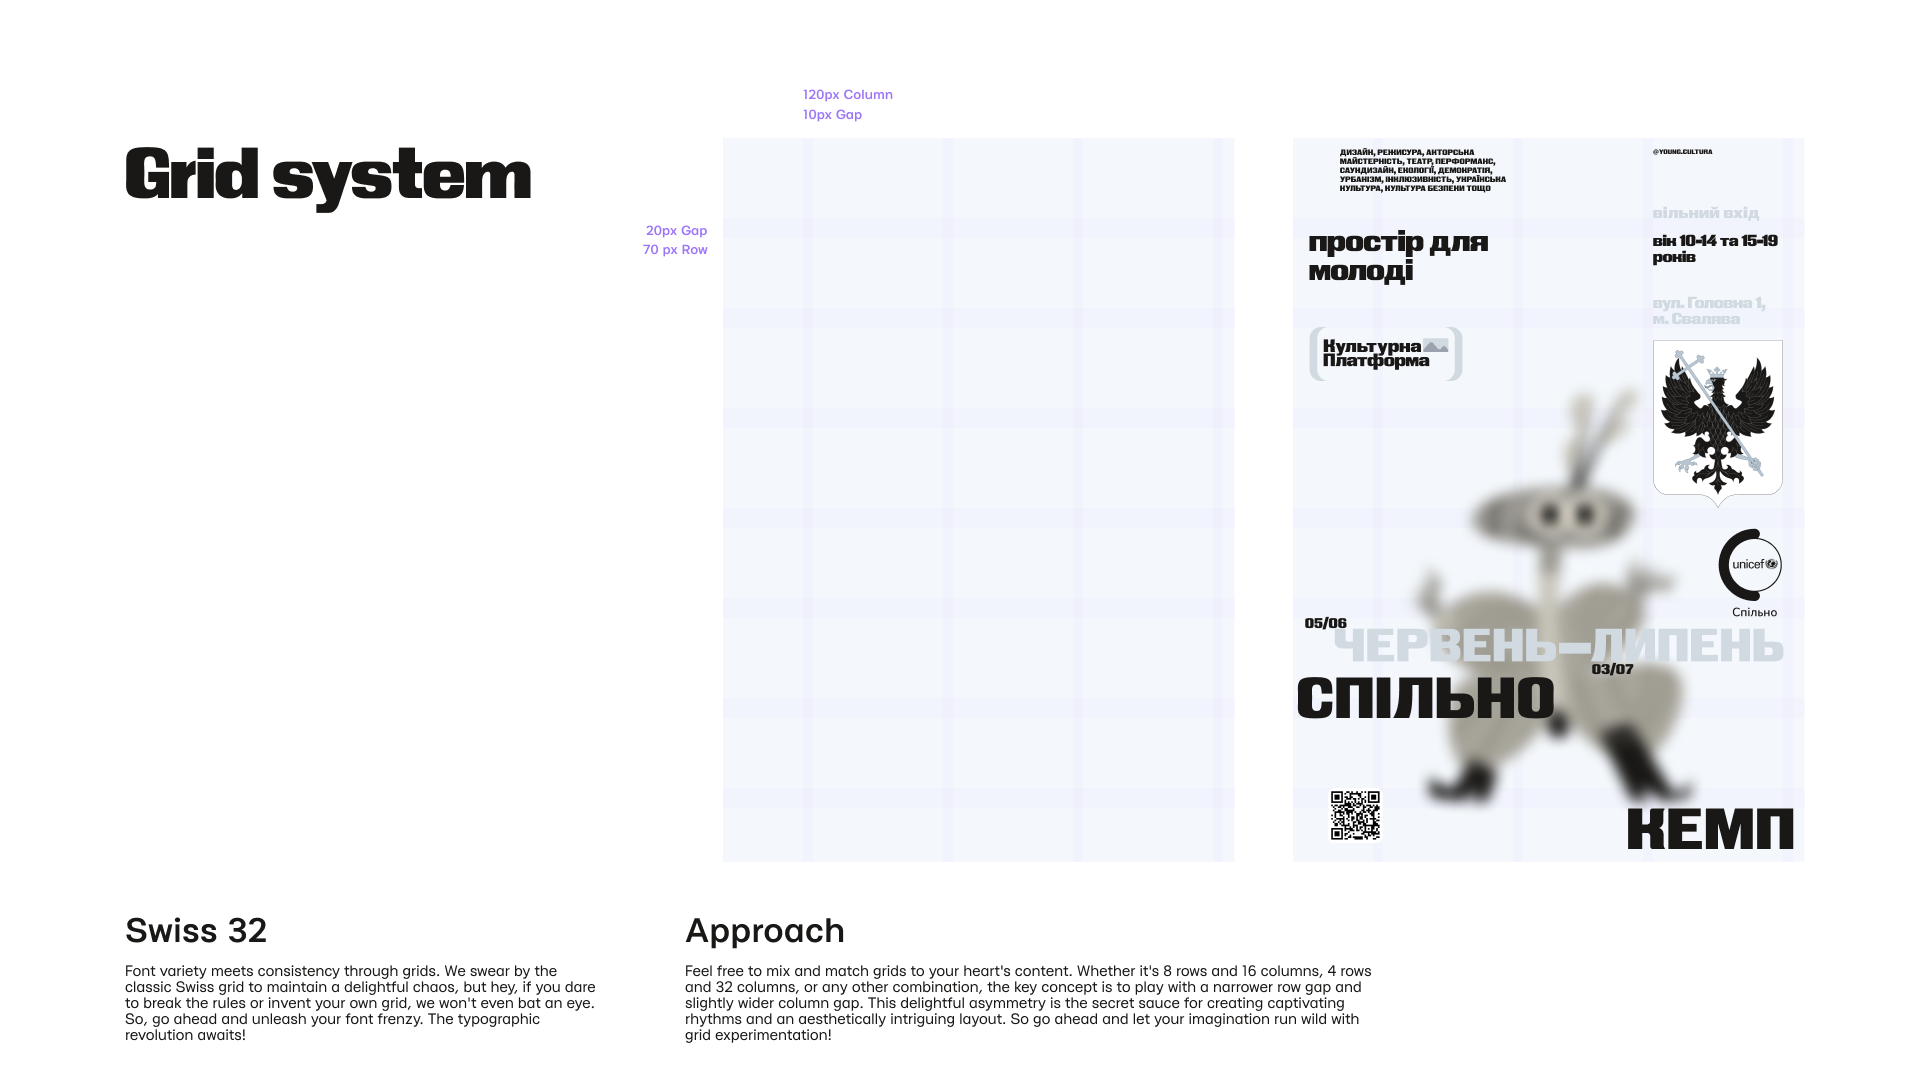 120px Column
10px Gap
Grid system
20px Gap
70 px Row
ДИЗАЙН, РЕЖИСУРА, АКТОРСЬКА
МАЙСТЕРНІСТЬ, ТЕАТР, ПЕРФОРМАНС,
САУНДИЗАЙН, ЕКОЛОГІЇ, ДЕМОКРАТІЯ,
УРБАНІЗМ, ІНКЛЮЗИВНІСТЬ, УКРАЇНСЬКА
КУЛЬТУРА, КУЛЬТУРА БЕЗПЕКИ ТОЩО
@YOUNG.CULTURA
вільний вхід
простір для
молоді
вік 10-14 та 15-19
років
вул. Головна 1,
м. Свалява
Культурна
Платформа
unicef
Спільно
05/06
ЧЕРВЕНЬ—ЛИПЕНЬ
03/07
СПІЛЬНО
КЕМП
Swiss 32
Font variety meets consistency through grids. We swear by the
classic Swiss grid to maintain a delightful chaos, but hey, if you dare
to break the rules or invent your own grid, we won't even bat an eye.
So, go ahead and unleash your font frenzy. The typographic
revolution awaits!
Approach
Feel free to mix and match grids to your heart's content. Whether it's 8 rows and 16 columns, 4 rows
and 32 columns, or any other combination, the key concept is to play with a narrower row gap and
slightly wider column gap. This delightful asymmetry is the secret sauce for creating captivating
rhythms and an aesthetically intriguing layout. So go ahead and let your imagination run wild with
grid experimentation!